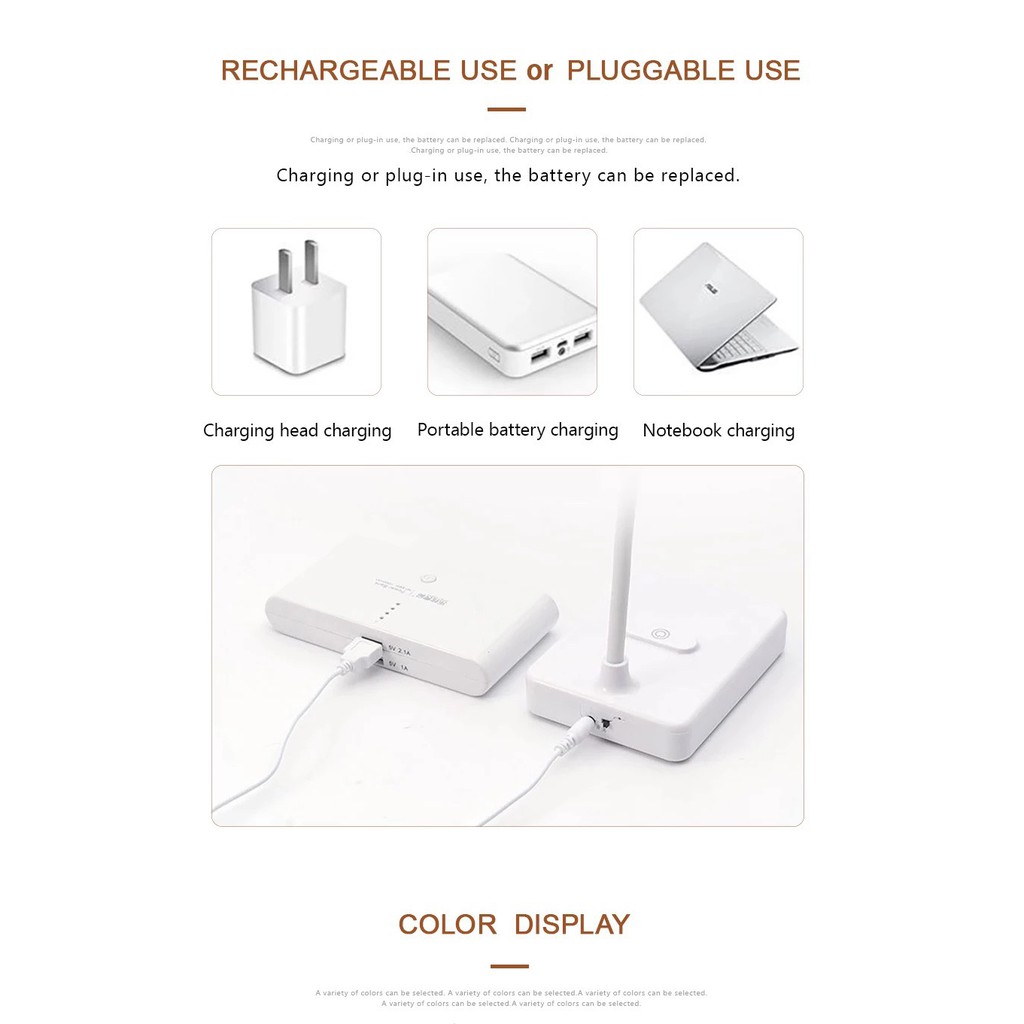 RECHARGEABLE USE or PLUGGABLE USE
Charging or plug-in use, the battery can be replaced. Charging or plug-in use, the battery can be replaced.
Charging or plug-in use, the battery can be replaced.
Charging or plug-in use, the battery can be replaced.
Charging head charging
Portable battery charging
Notebook charging
5V 2.1A
5V 1A
COLOR DISPLAY
A variety of colors can be selected. A variety of colors can be selected.A variety of colors can be selected.
A variety of colors can be selected.A variety of colors can be selected.